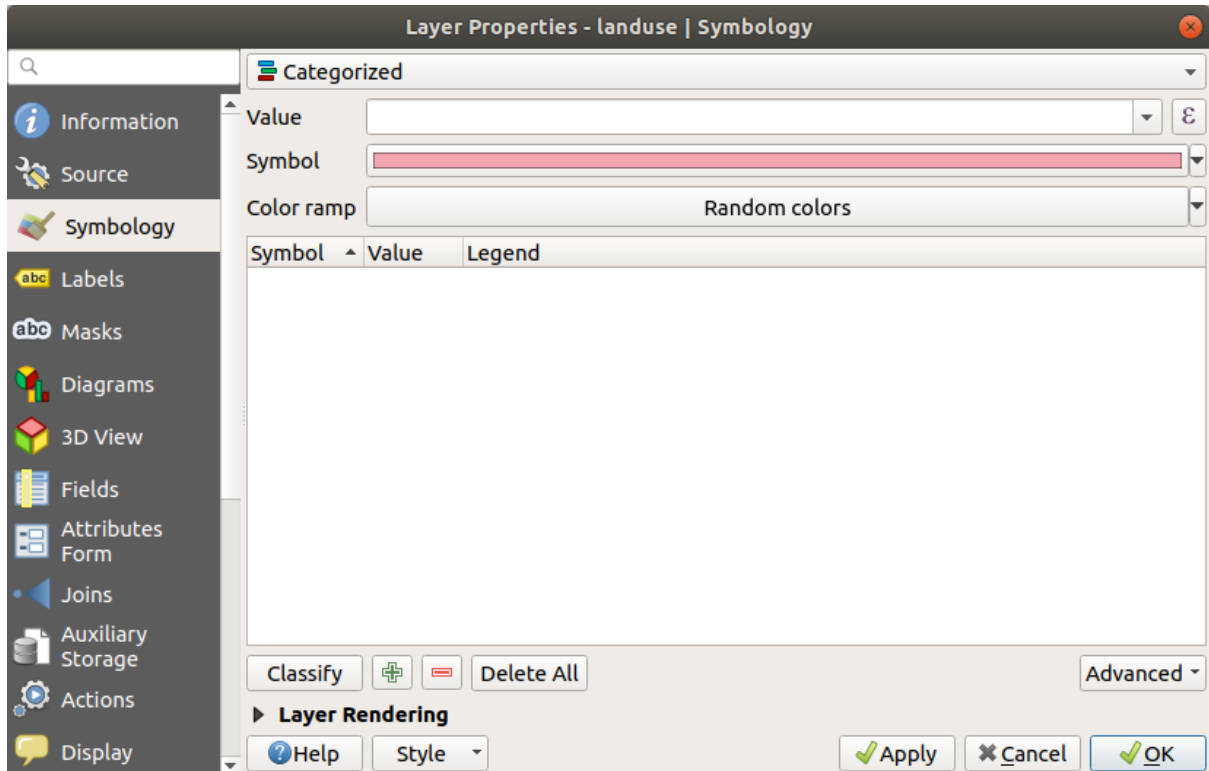 Layer Properties - landuse | Symbology
Information
Source
Symbology
Labels
Masks
Diagrams
3D View
Fields
Attributes
Form
Joins
Auxiliary
Storage
Actions
Display
Categorized
Value
ε
Symbol
Color ramp
Random colors
Symbol Value Legend
Classify Delete All Advanced
Layer Rendering
Help Style Apply Cancel OK
abc
abc